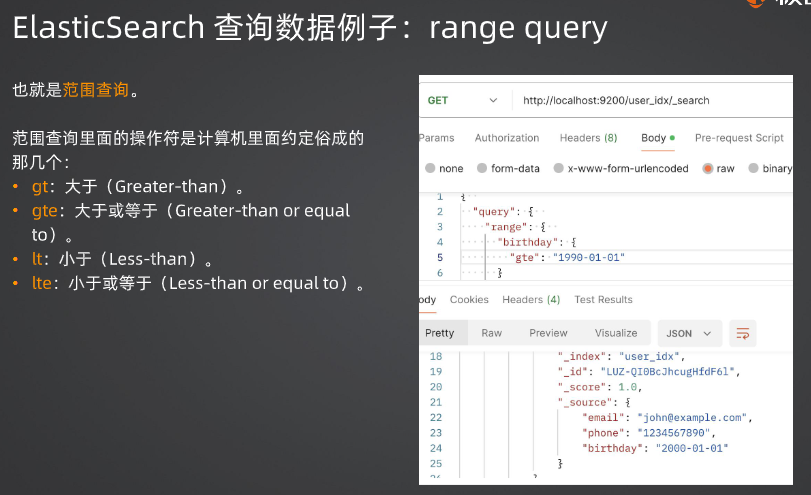 ElasticSearch 查询数据例子：range query
也就是范围查询。
范围查询里面的操作符是计算机里面约定俗成的
那几个：
• gt：大于（Greater-than）。
• gte：大于或等于（Greater-than or equal
to）。
• lt：小于（Less-than）。
• lte：小于或等于（Less-than or equal to）。
GET http://localhost:9200/user_idx/_search
Params Authorization Headers (8) Body Pre-request Script
none form-data x-www-form-urlencoded raw binary
1 {
2 "query": {
3 "range": {
4 "birthday": {
5 "gte": "1990-01-01"
6 }
ody Cookies Headers (4) Test Results
Pretty Raw Preview Visualize JSON
18 "_index": "user_idx",
19 "_id": "LUZ-QI0BcJhcugHfdF6l",
20 "_score": 1.0,
21 "_source": {
22 "email": "john@example.com",
23 "phone": "1234567890",
24 "birthday": "2000-01-01"
25 }